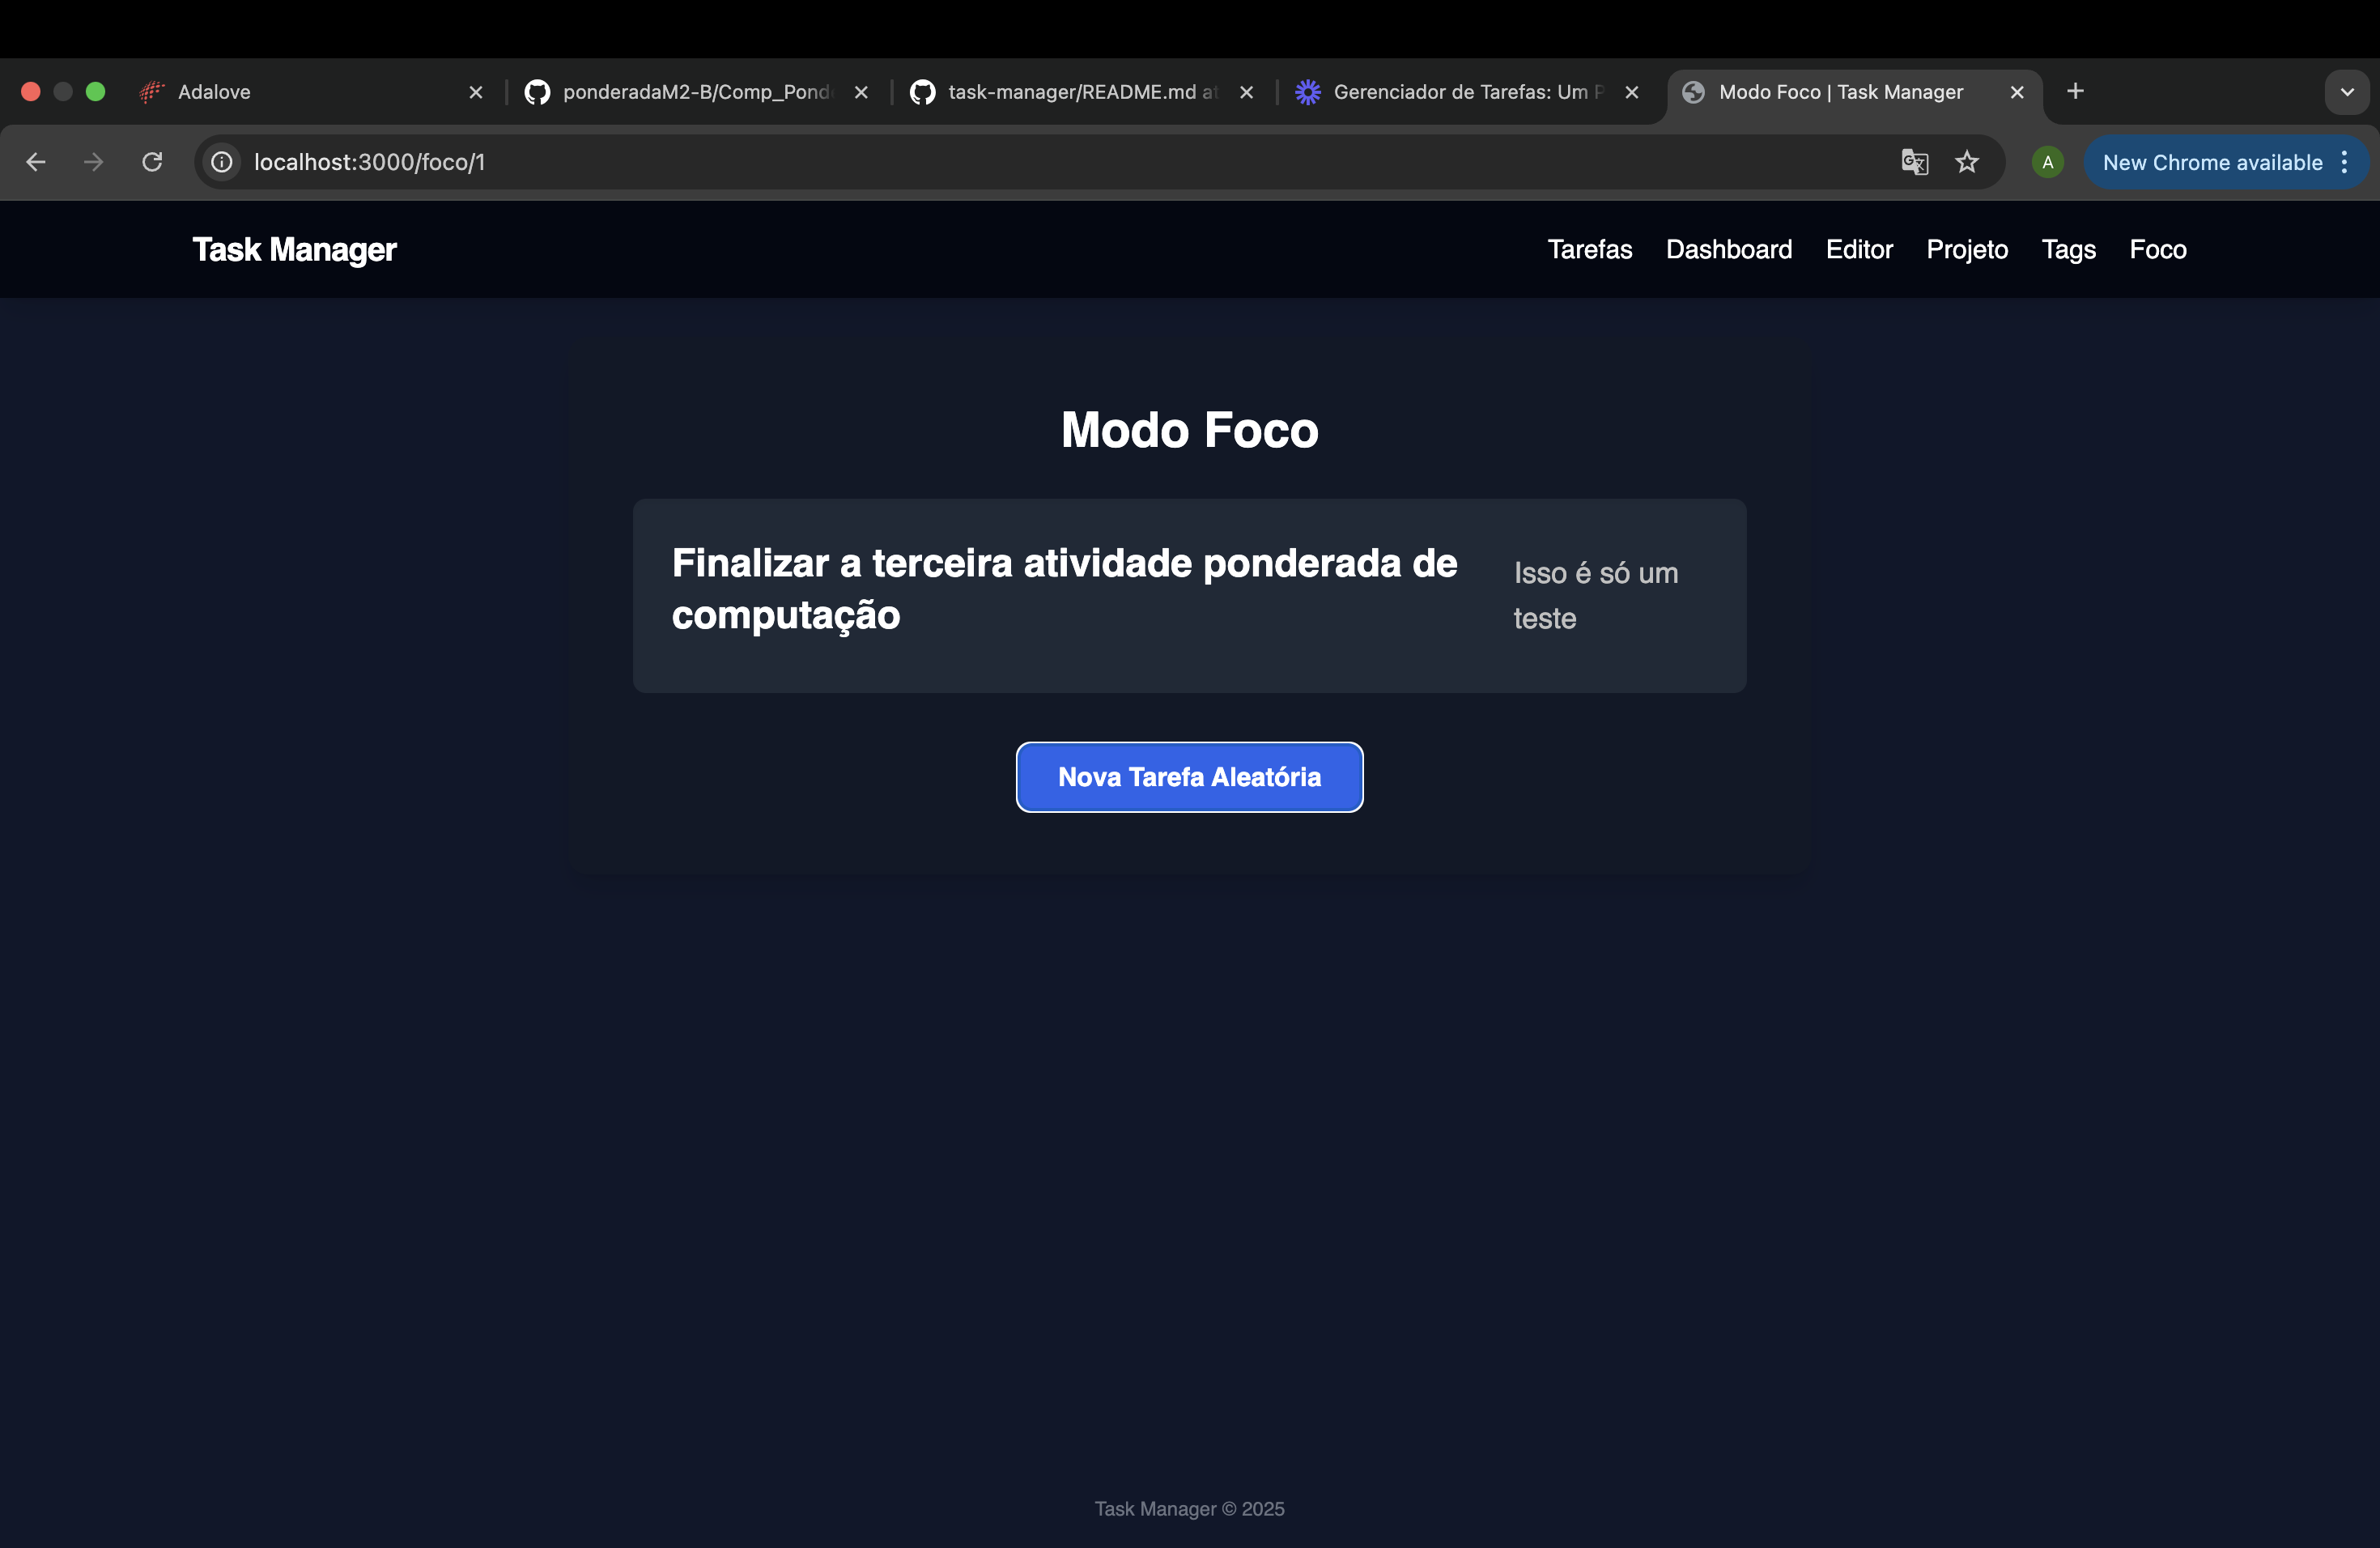 Adalove
ponderadaM2-B/Comp_Pond
task-manager/README.md at
Gerenciador de Tarefas: Um P
Modo Foco | Task Manager
localhost:3000/foco/1
A
New Chrome available
Task Manager
Tarefas Dashboard Editor Projeto Tags Foco
Modo Foco
Finalizar a terceira atividade ponderada de
computação
Isso é só um
teste
Nova Tarefa Aleatória
Task Manager © 2025